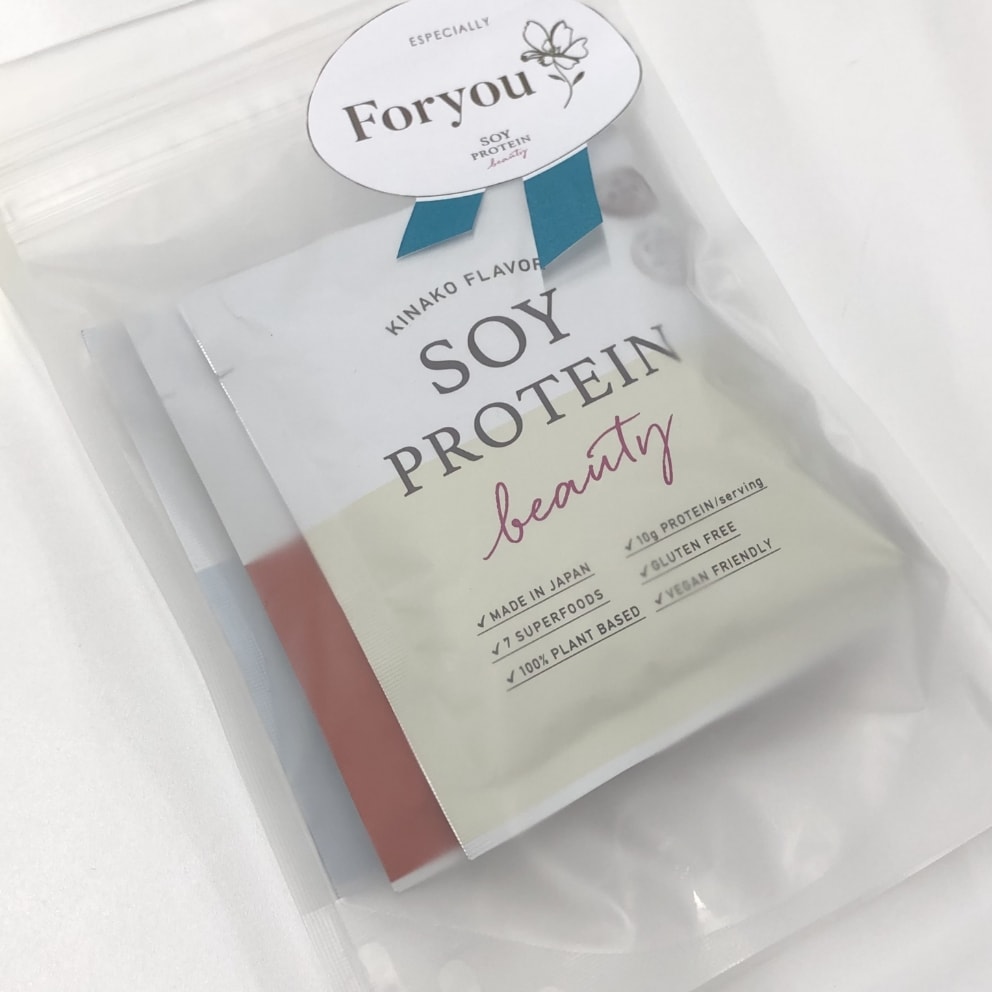 ESPECIALLY
Foryou
SOY
PROTEIN
beauty
KINAKO FLAVOR
SOY
PROTEIN
beauty
✓ MADE IN JAPAN
✓ 7 SUPERFOODS
✓ 100% PLANT BASED
✓ 10g PROTEIN/serving
✓ GLUTEN FREE
✓ VEGAN FRIENDLY